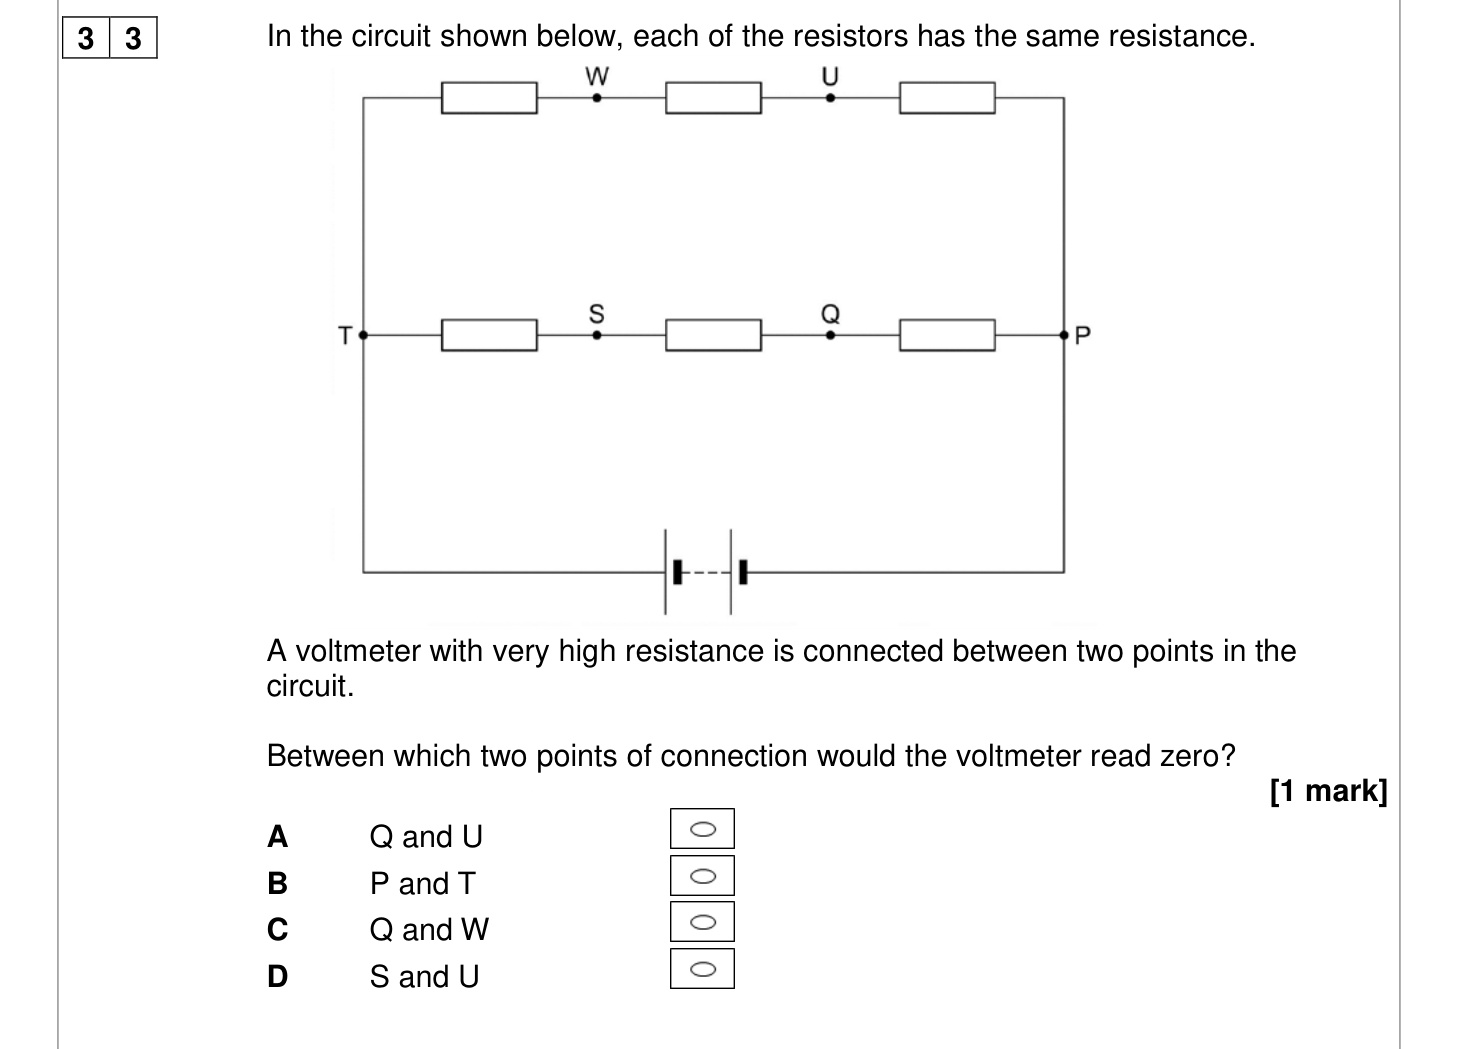 3 3 In the circuit shown below, each of the resistors has the same resistance.
W U
S Q
T P
A voltmeter with very high resistance is connected between two points in the
circuit.
Between which two points of connection would the voltmeter read zero?
[1 mark]
A Q and U
B P and T
C Q and W
D S and U